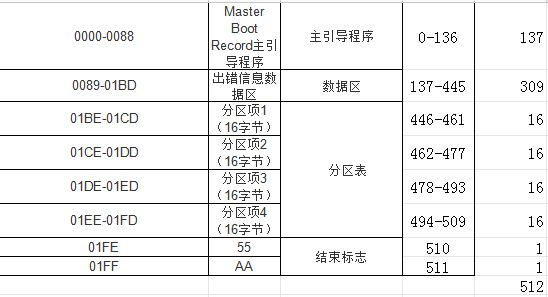 0000-0088 Master Boot Record主引导程序 主引导程序 0-136 137
0089-01BD 出错信息数据区 数据区 137-445 309
01BE-01CD 分区项1（16字节） 分区表 446-461 16
01CE-01DD 分区项2（16字节） 462-477 16
01DE-01ED 分区项3（16字节） 478-493 16
01EE-01FD 分区项4（16字节） 494-509 16
01FE 55 结束标志 510 1
01FF AA 511 1
512